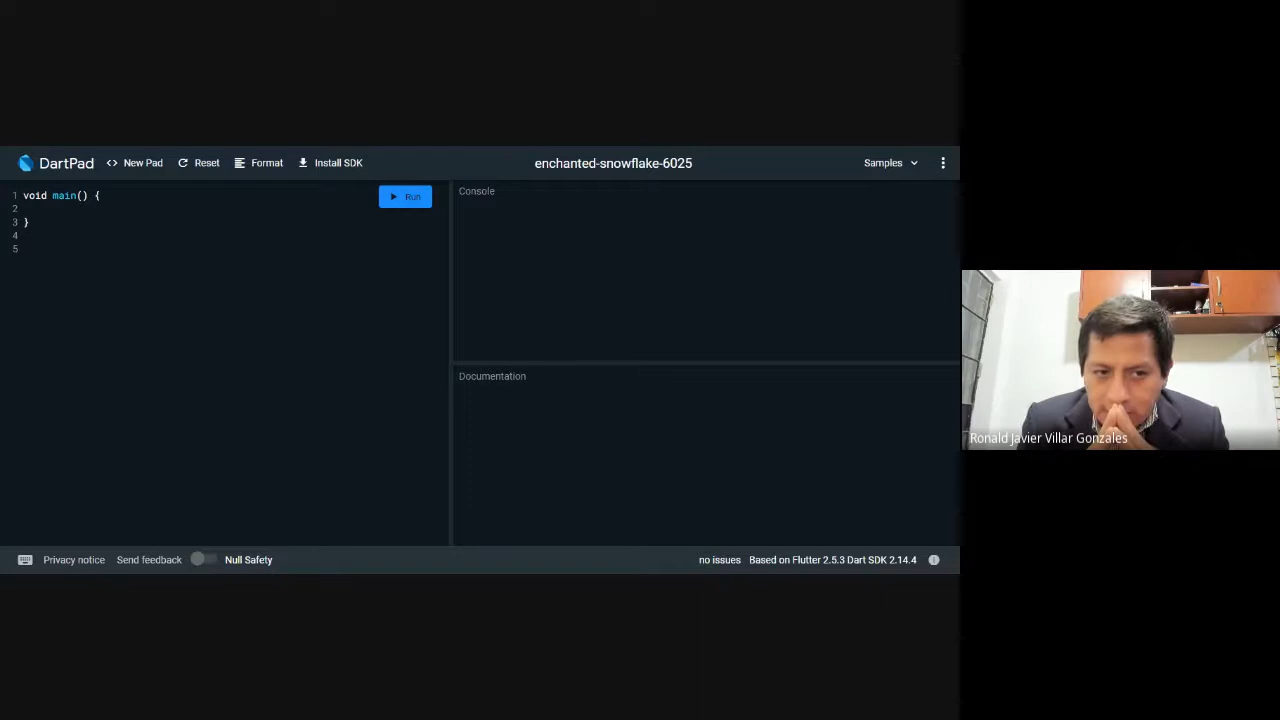 DartPad <> New Pad Reset Format Install SDK enchanted-snowflake-6025 Samples
1 void main() {
2
3 }
4
5
Run
Console
Documentation
Ronald Javier Villar Gonzales
Privacy notice Send feedback Null Safety no issues Based on Flutter 2.5.3 Dart SDK 2.14.4